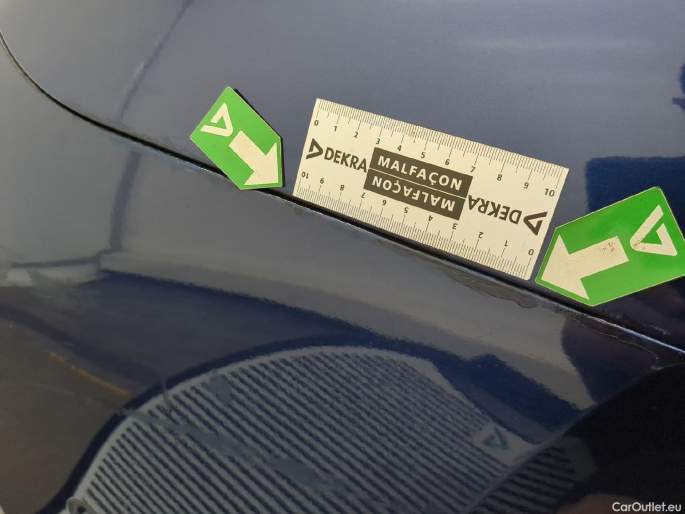 0 1 2 3 4 5 6 7 8 9 10
DEKRA
MALFAÇON
MALFAÇON
DEKRA
10 9 8 7 6 5 4 3 2 1 0
CarOutlet.eu